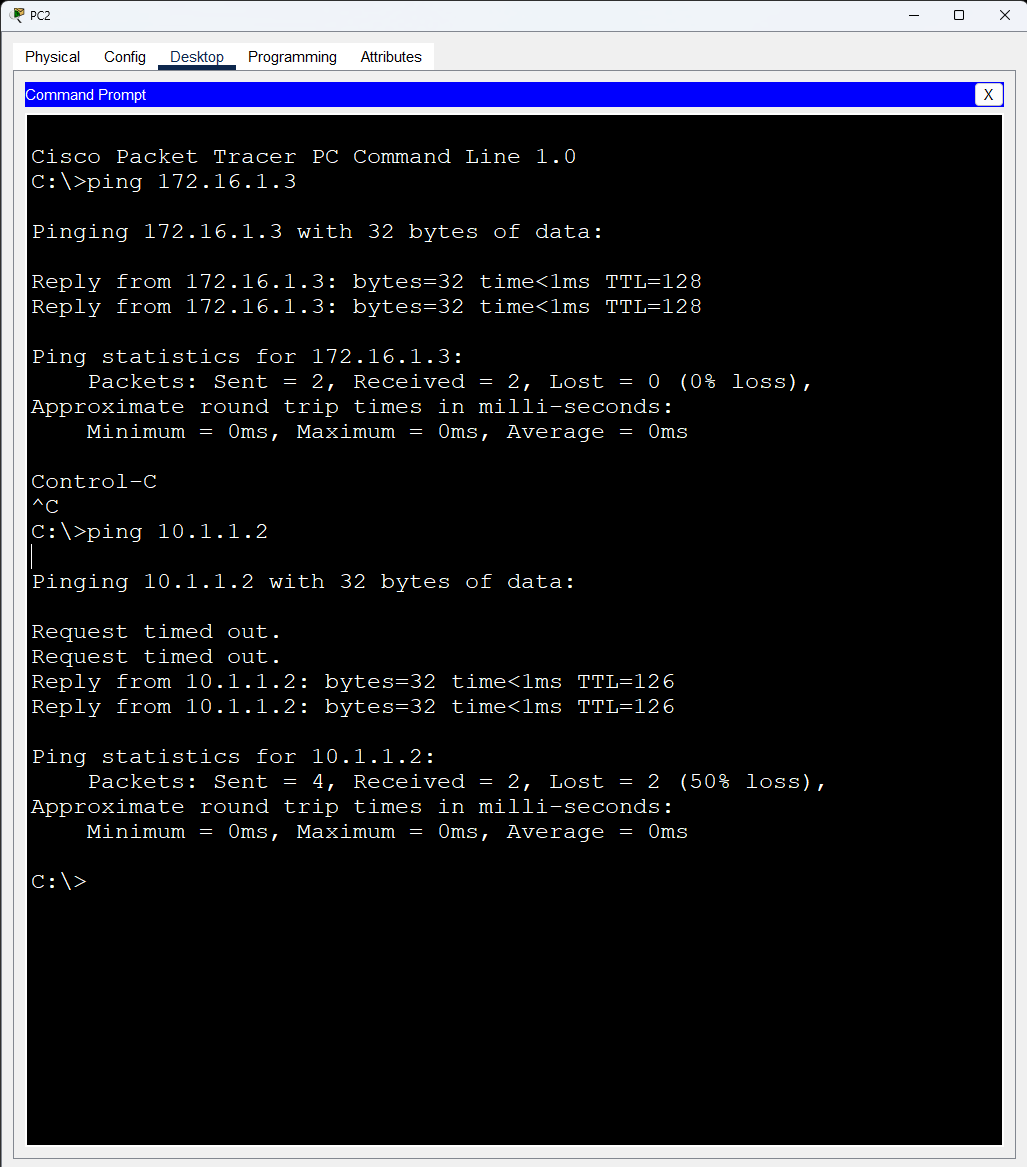 PC2
Physical Config Desktop Programming Attributes
Command Prompt X
Cisco Packet Tracer PC Command Line 1.0
C:\>ping 172.16.1.3
Pinging 172.16.1.3 with 32 bytes of data:
Reply from 172.16.1.3: bytes=32 time<1ms TTL=128
Reply from 172.16.1.3: bytes=32 time<1ms TTL=128
Ping statistics for 172.16.1.3:
    Packets: Sent = 2, Received = 2, Lost = 0 (0% loss),
Approximate round trip times in milli-seconds:
    Minimum = 0ms, Maximum = 0ms, Average = 0ms
Control-C
^C
C:\>ping 10.1.1.2
Pinging 10.1.1.2 with 32 bytes of data:
Request timed out.
Request timed out.
Reply from 10.1.1.2: bytes=32 time<1ms TTL=126
Reply from 10.1.1.2: bytes=32 time<1ms TTL=126
Ping statistics for 10.1.1.2:
    Packets: Sent = 4, Received = 2, Lost = 2 (50% loss),
Approximate round trip times in milli-seconds:
    Minimum = 0ms, Maximum = 0ms, Average = 0ms
C:\>